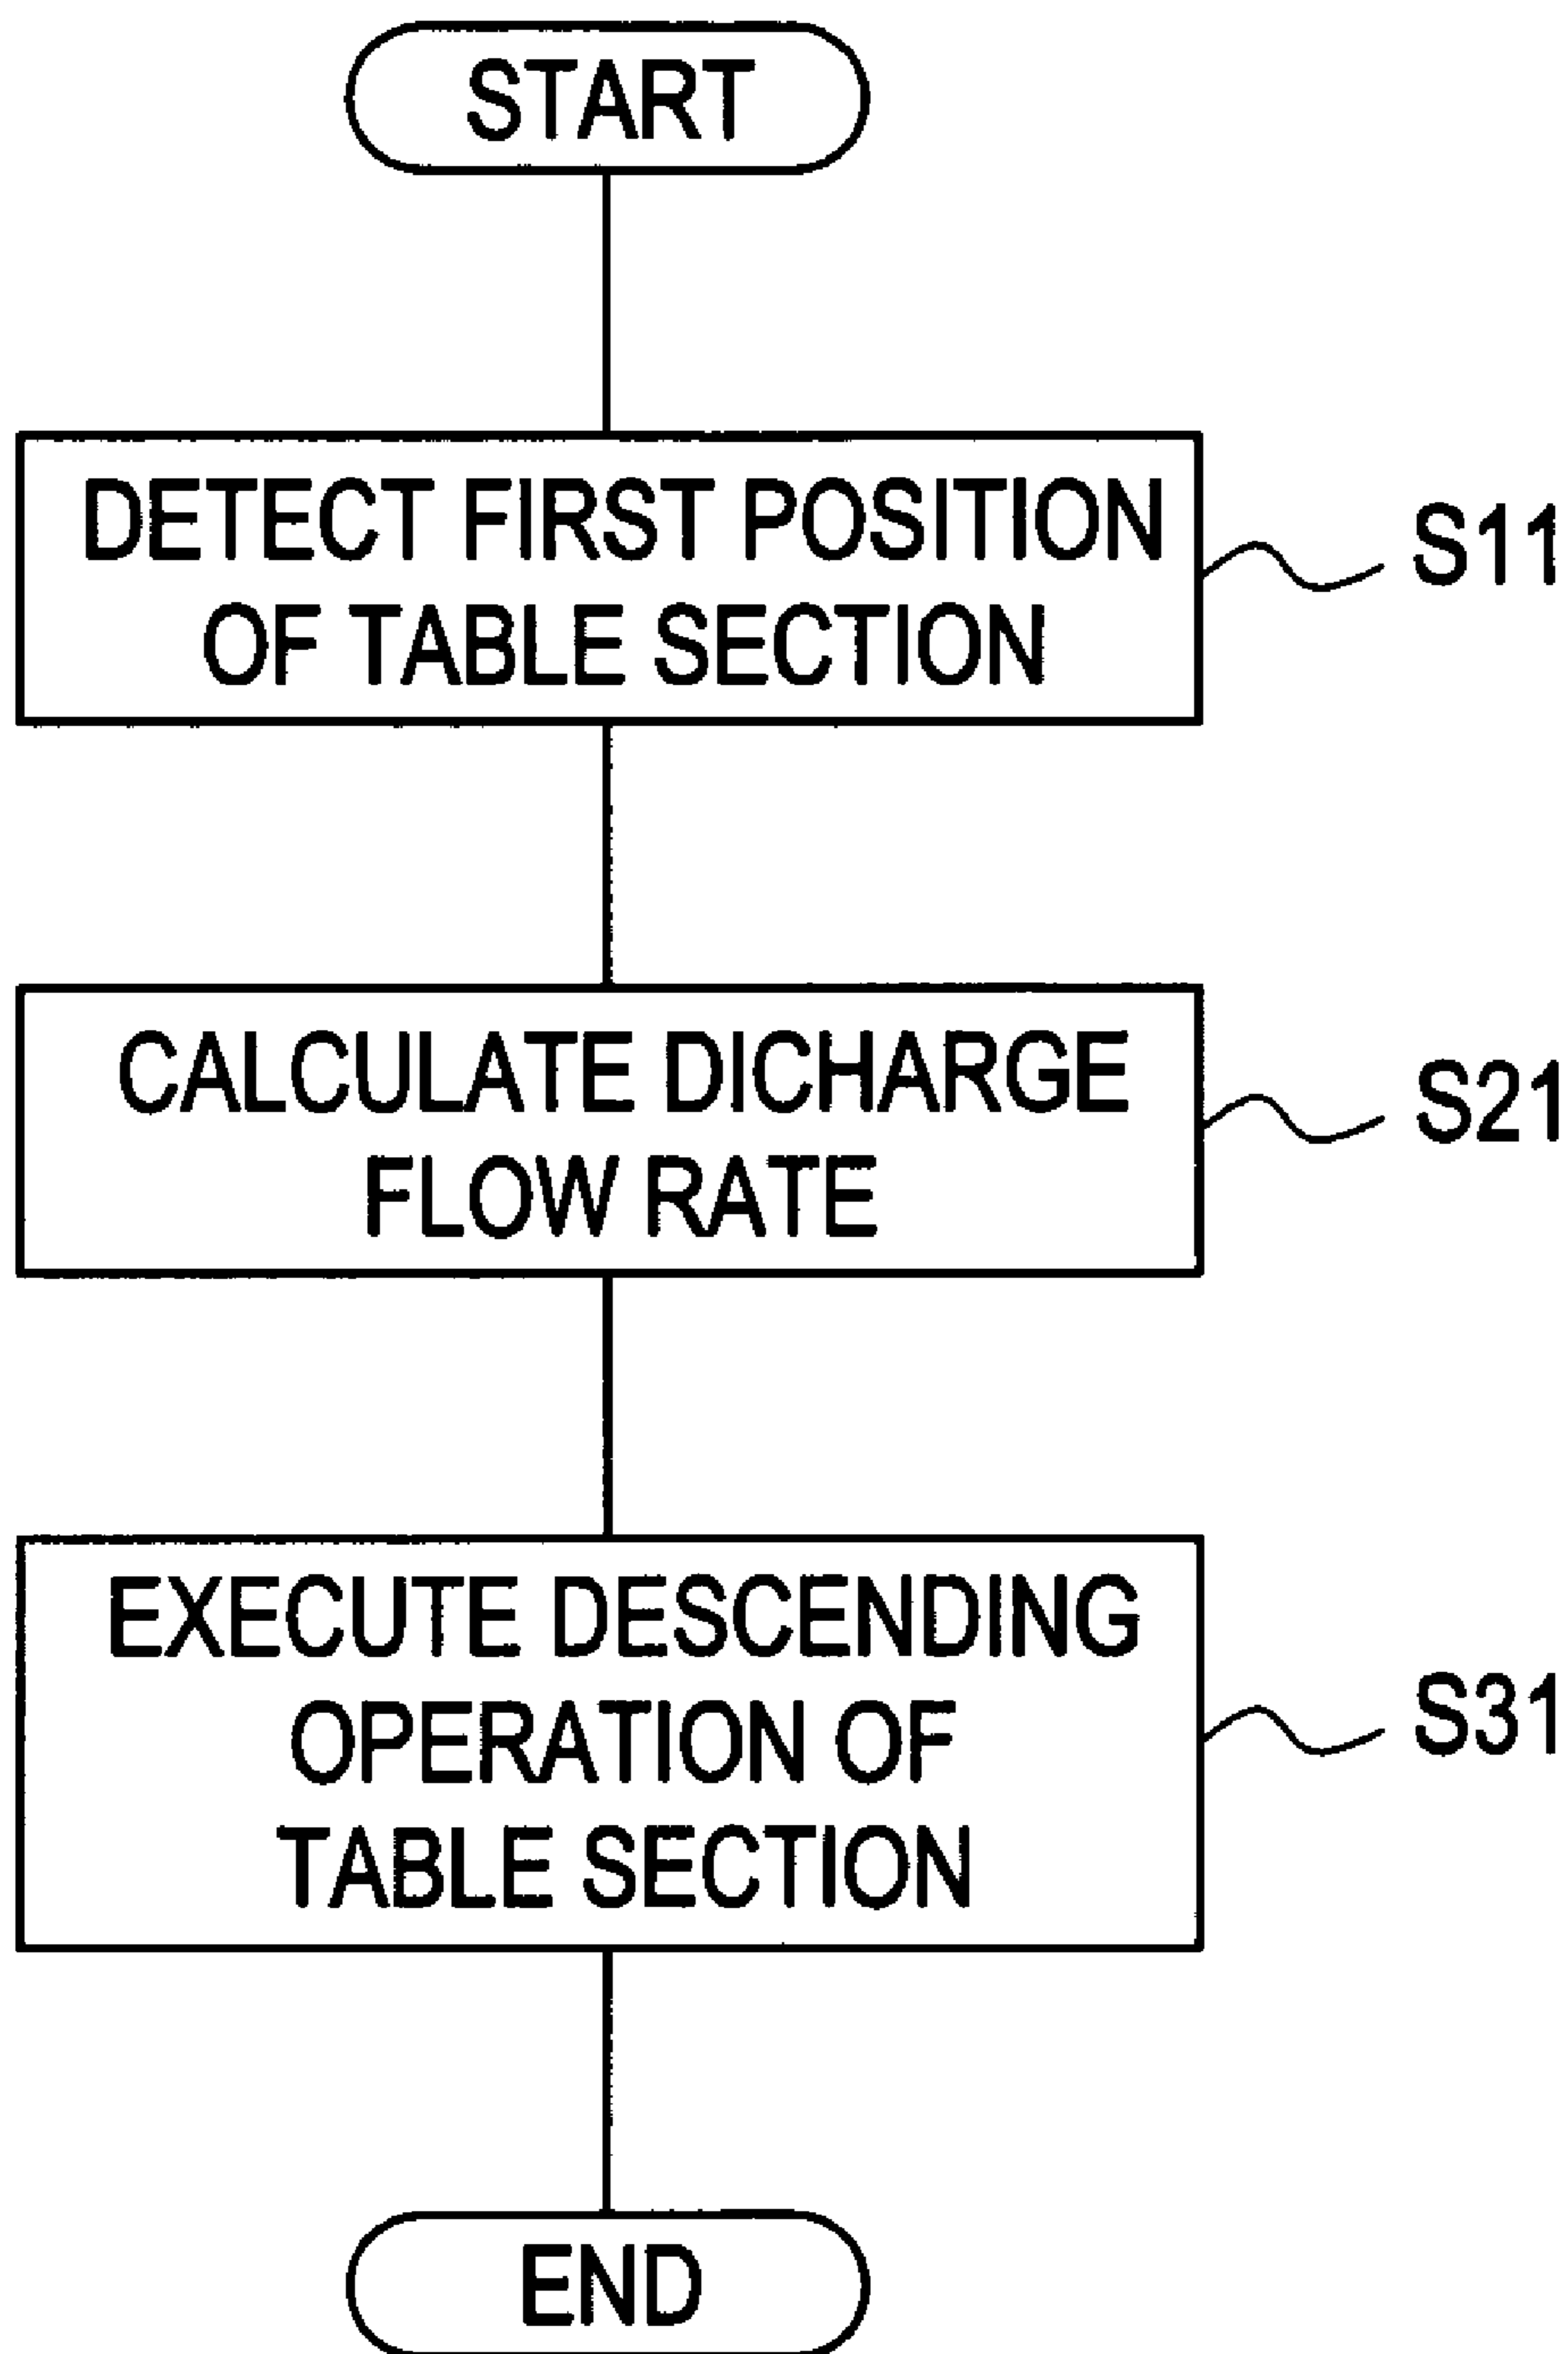 START
DETECT FIRST POSITION
OF TABLE SECTION
S11
CALCULATE DICHARGE
FLOW RATE
S21
EXECUTE DESCENDING
OPERATION OF
TABLE SECTION
S31
END